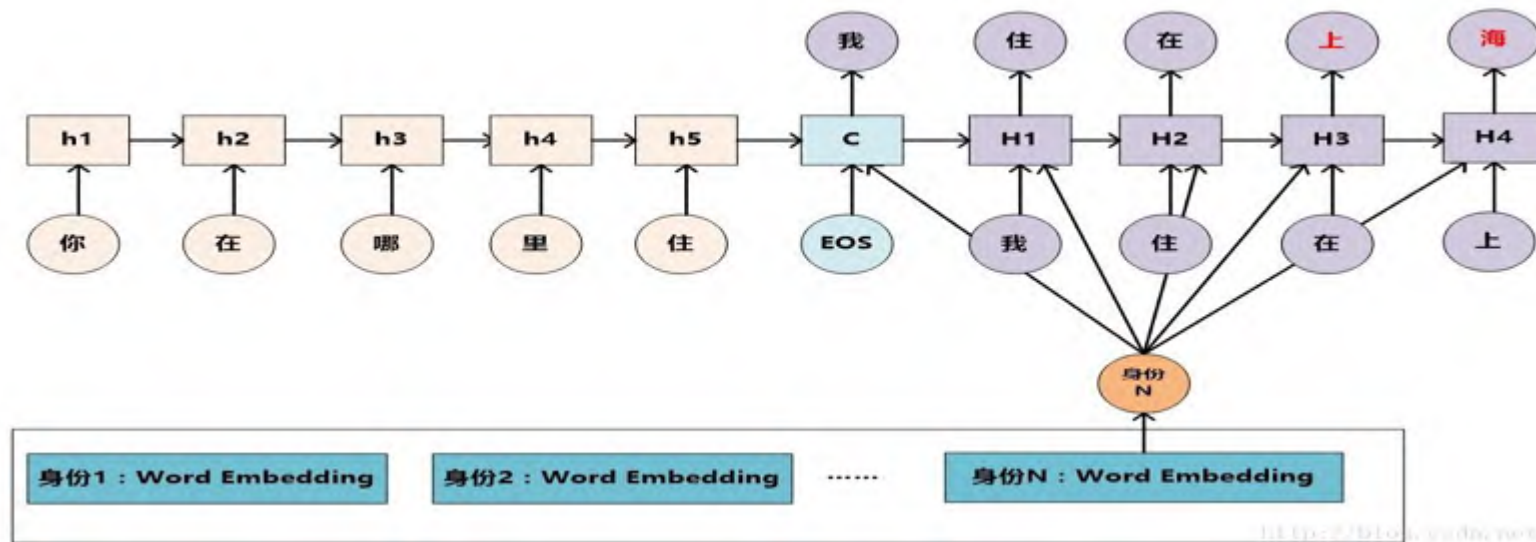 我 住 在 上 海
h1 h2 h3 h4 h5 C H1 H2 H3 H4
你 在 哪 里 住 EOS 我 住 在 上
身份
N
身份1：Word Embedding 身份2：Word Embedding ...... 身份N：Word Embedding